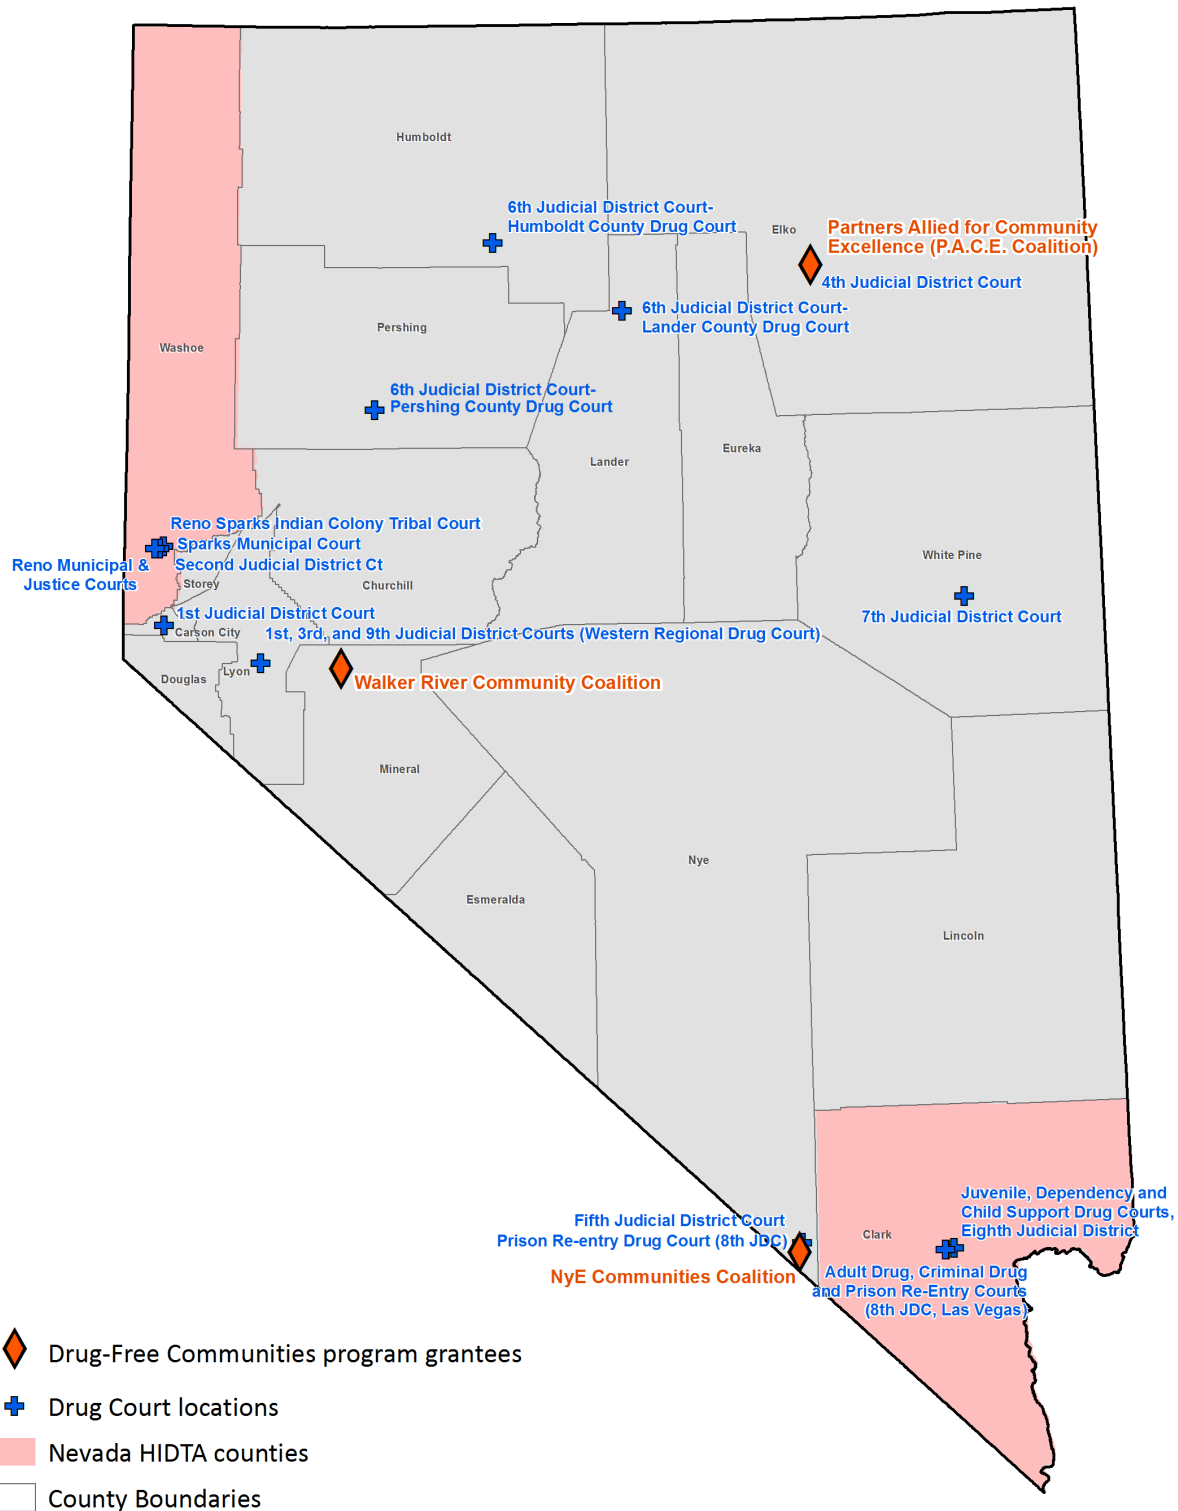 Humboldt
6th Judicial District Court-
Humboldt County Drug Court
Elko
Partners Allied for Community
Excellence (P.A.C.E. Coalition)
4th Judicial District Court
6th Judicial District Court-
Lander County Drug Court
Pershing
Washoe
6th Judicial District Court-
Pershing County Drug Court
Lander
Eureka
Reno Sparks Indian Colony Tribal Court
Sparks Municipal Court
Second Judicial District Ct
Reno Municipal &
Justice Courts
Storey
Churchill
White Pine
7th Judicial District Court
1st Judicial District Court
Carson City
1st, 3rd, and 9th Judicial District Courts (Western Regional Drug Court)
Lyon
Douglas
Walker River Community Coalition
Mineral
Nye
Esmeralda
Lincoln
Fifth Judicial District Court
Prison Re-entry Drug Court (8th JDC)
NyE Communities Coalition
Clark
Juvenile, Dependency and
Child Support Drug Courts,
Eighth Judicial District
Adult Drug, Criminal Drug
and Prison Re-Entry Courts
(8th JDC, Las Vegas)
Drug-Free Communities program grantees
Drug Court locations
Nevada HIDTA counties
County Boundaries